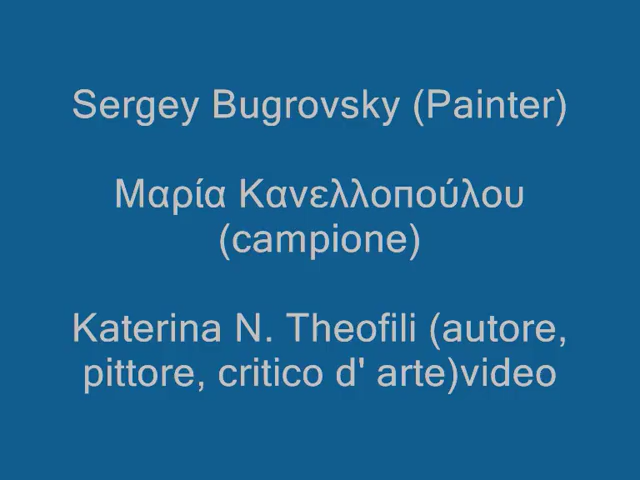 Sergey Bugrovsky (Painter)
Μαρία Κανελλοπούλου
(campione)
Katerina N. Theofili (autore,
pittore, critico d' arte)video